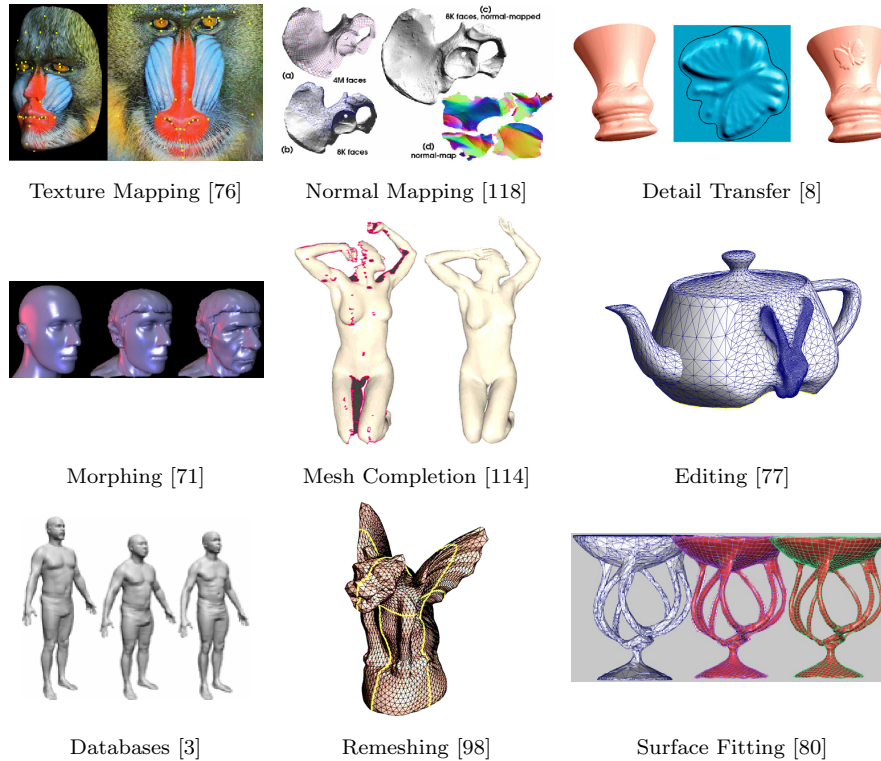 (c)
8K faces, normal-mapped
(a)
4M faces
(b)
8K faces
(d)
normal-map
Texture Mapping [76]
Normal Mapping [118]
Detail Transfer [8]
Morphing [71]
Mesh Completion [114]
Editing [77]
Databases [3]
Remeshing [98]
Surface Fitting [80]